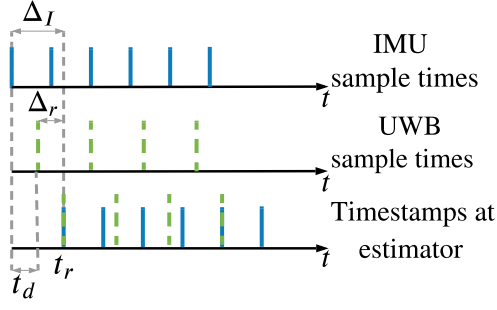 Δ_I
IMU
sample times
t
Δ_r
UWB
sample times
t
Timestamps at
estimator
t
t_d
t_r